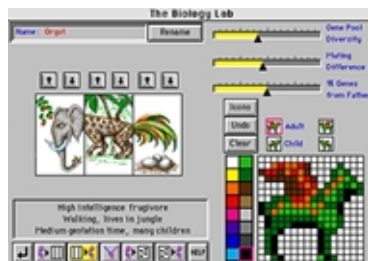 The Biology Lab
Name: Orgot
Rename
Gene Pool
Diversity
Mating
Difference
% Genes
from Father
Icons
Undo
Clear
Adult
Child
High intelligence frugivore
Walking, lives in jungle
Medium gestation time, many children
HELP